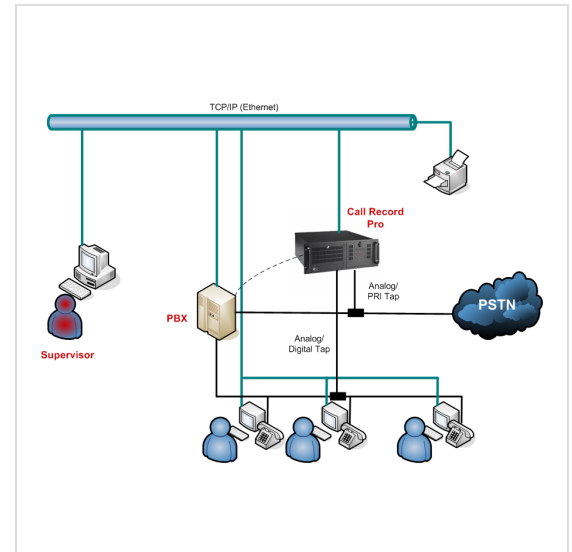 TCP/IP (Ethernet)
Call Record
Pro
Analog/
PRI Tap
PSTN
PBX
Analog/
Digital Tap
Supervisor